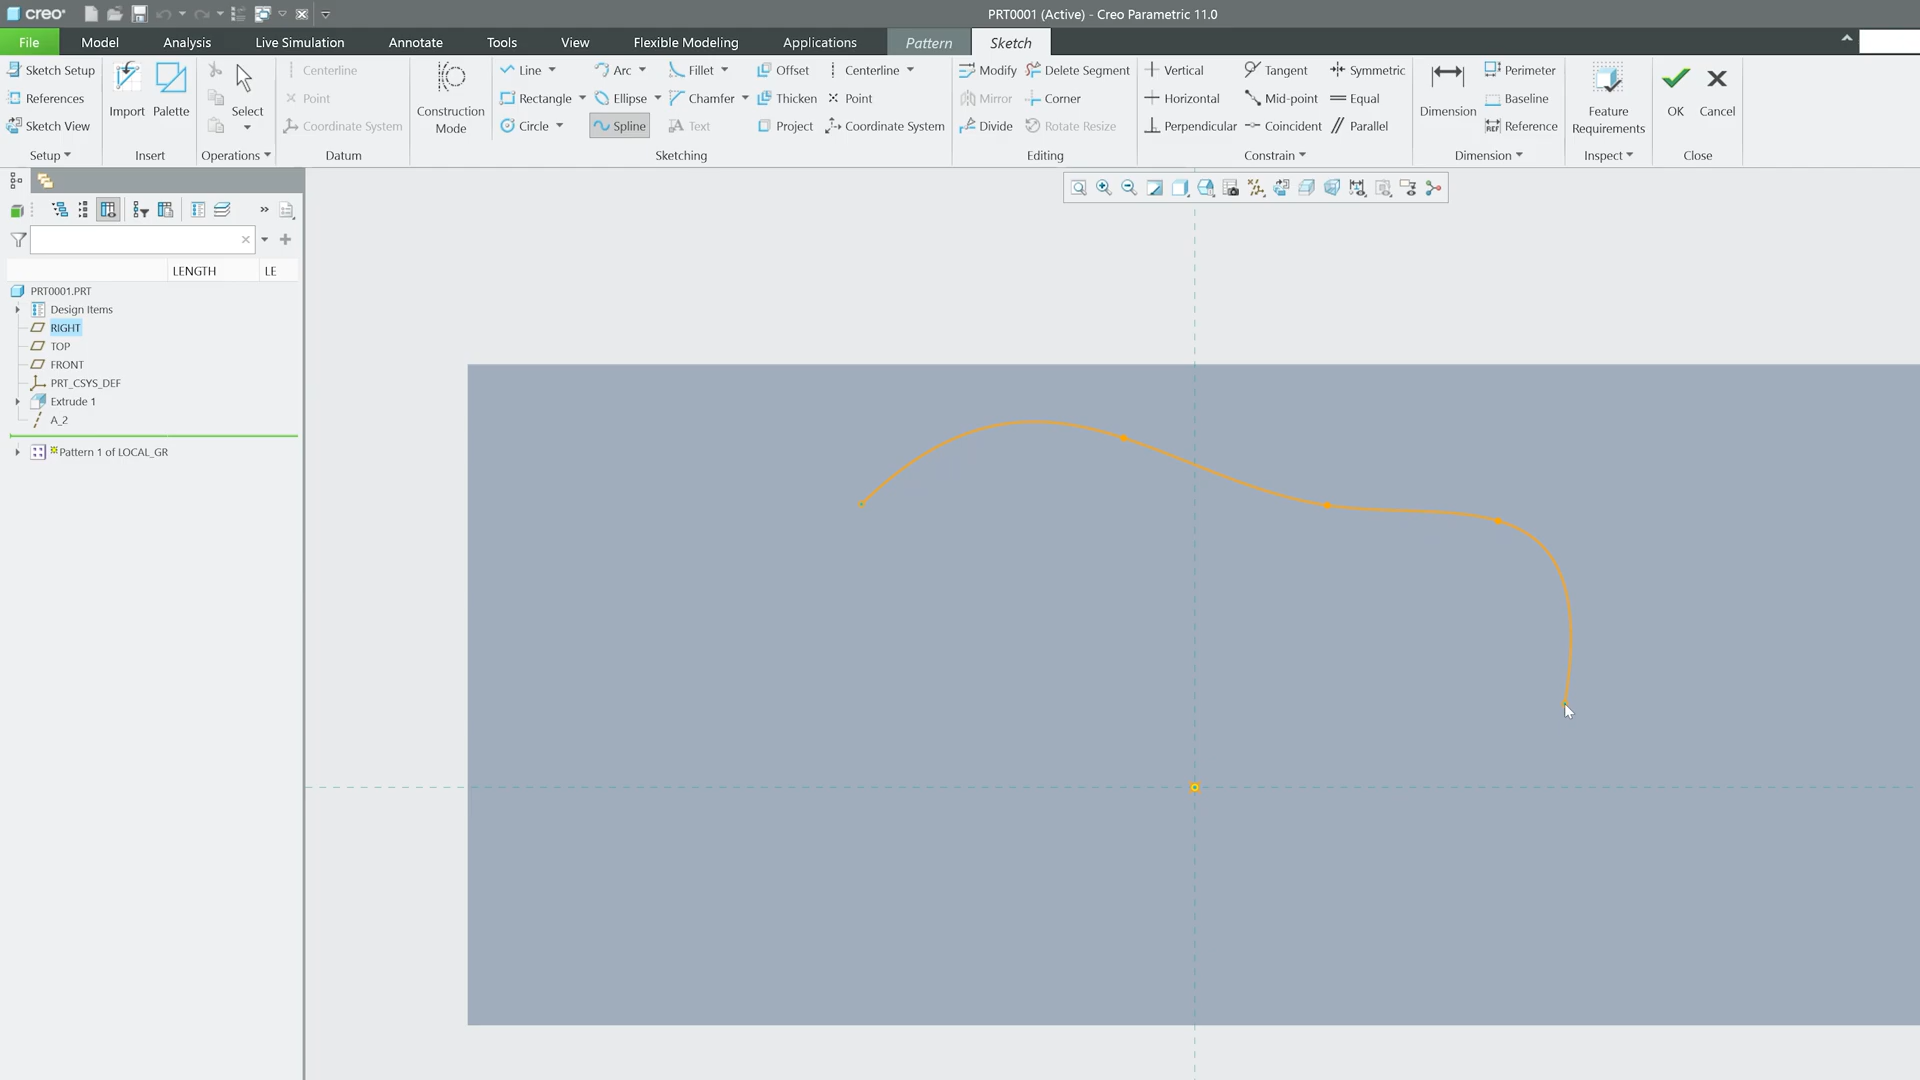 creo
PRT0001 (Active) - Creo Parametric 11.0
File Model Analysis Live Simulation Annotate Tools View Flexible Modeling Applications Pattern Sketch
Sketch Setup
References
Sketch View
Setup
Import
Palette
Insert
Select
Operations
Centerline
Point
Coordinate System
Datum
Construction
Mode
Line Arc Fillet Offset Centerline
Rectangle Ellipse Chamfer Thicken Point
Circle Spline Text Project Coordinate System
Sketching
Modify Delete Segment
Mirror Corner
Divide Rotate Resize
Editing
Vertical Tangent Symmetric
Horizontal Mid-point Equal
Perpendicular Coincident Parallel
Constrain
Dimension
Perimeter
Baseline
REF Reference
Dimension
Feature
Requirements
Inspect
OK
Cancel
Close
LENGTH LE
PRT0001.PRT
Design Items
RIGHT
TOP
FRONT
PRT_CSYS_DEF
Extrude 1
A_2
Pattern 1 of LOCAL_GR